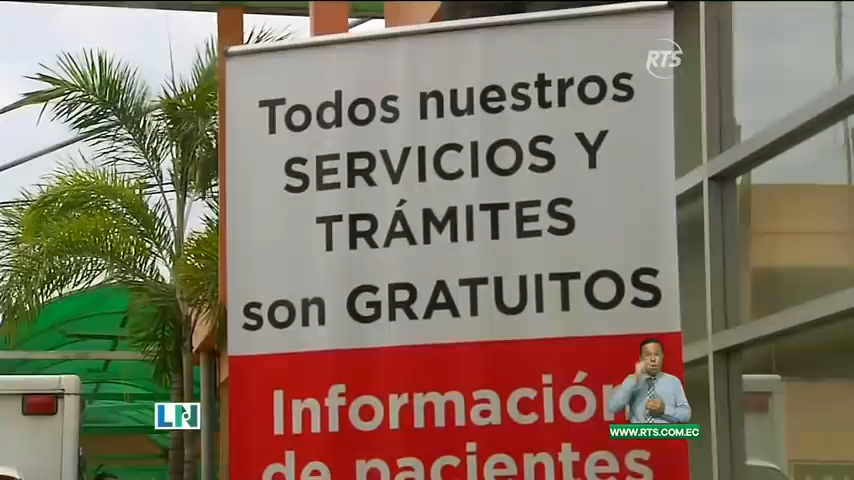 RTS
Todos nuestros
SERVICIOS Y
TRÁMITES
son GRATUITOS
Información
de pacientes
LN
WWW.RTS.COM.EC